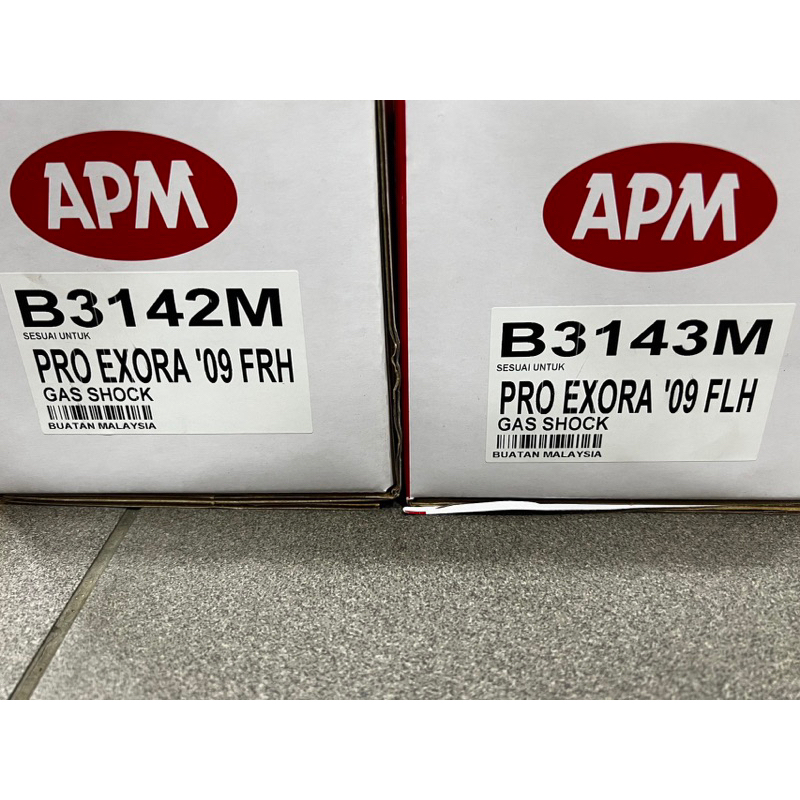 APM
B3142M
SESUAI UNTUK
PRO EXORA '09 FRH
GAS SHOCK
BUATAN MALAYSIA
APM
B3143M
SESUAI UNTUK
PRO EXORA '09 FLH
GAS SHOCK
BUATAN MALAYSIA